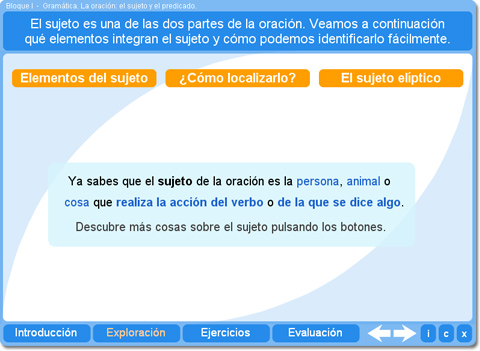 Bloque I - Gramática. La oración: el sujeto y el predicado
El sujeto es una de las dos partes de la oración. Veamos a continuación
qué elementos integran el sujeto y cómo podemos identificarlo fácilmente.
Elementos del sujeto
¿Cómo localizarlo?
El sujeto elíptico
Ya sabes que el sujeto de la oración es la persona, animal o
cosa que realiza la acción del verbo o de la que se dice algo.
Descubre más cosas sobre el sujeto pulsando los botones.
Introducción
Exploración
Ejercicios
Evaluación
i
c
x